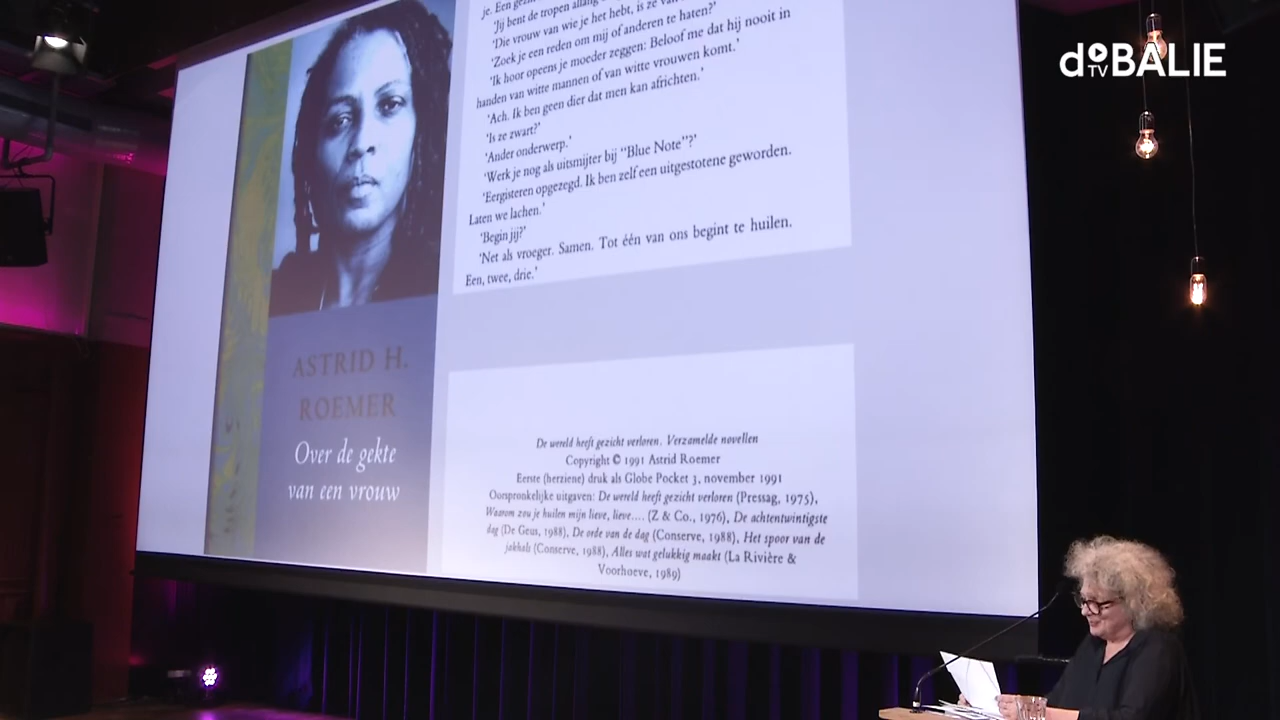 doTVBALIE
je. Een
'Jij bent de tropen allang
'Die vrouw van wie je het hebt, is ze van
'Zoek je een reden om mij of anderen te haten?'
'Ik hoor opeens je moeder zeggen: Beloof me dat hij nooit in
handen van witte mannen of van witte vrouwen komt.'
'Ach. Ik ben geen dier dat men kan africhten.'
'Is ze zwart?'
'Ander onderwerp.'
'Werk je nog als uitsmijter bij “Blue Note”?'
'Eergisteren opgezegd. Ik ben zelf een uitgestotene geworden.
Laten we lachen.'
'Begin jij?'
'Net als vroeger. Samen. Tot één van ons begint te huilen.
Een, twee, drie.'
ASTRID H.
ROEMER
Over de gekte
van een vrouw
De wereld heeft gezicht verloren. Verzamelde novellen
Copyright © 1991 Astrid Roemer
Eerste (herziene) druk als Globe Pocket 3, november 1991
Oorspronkelijke uitgaven: De wereld heeft gezicht verloren (Pressag, 1975),
Waarom zou je huilen mijn lieve, lieve.... (Z & Co., 1976), De achtentwintigste
dag (De Geus, 1988), De orde van de dag (Conserve, 1988), Het spoor van de
jakhals (Conserve, 1988), Alles wat gelukkig maakt (La Rivière &
Voorhoeve, 1989)